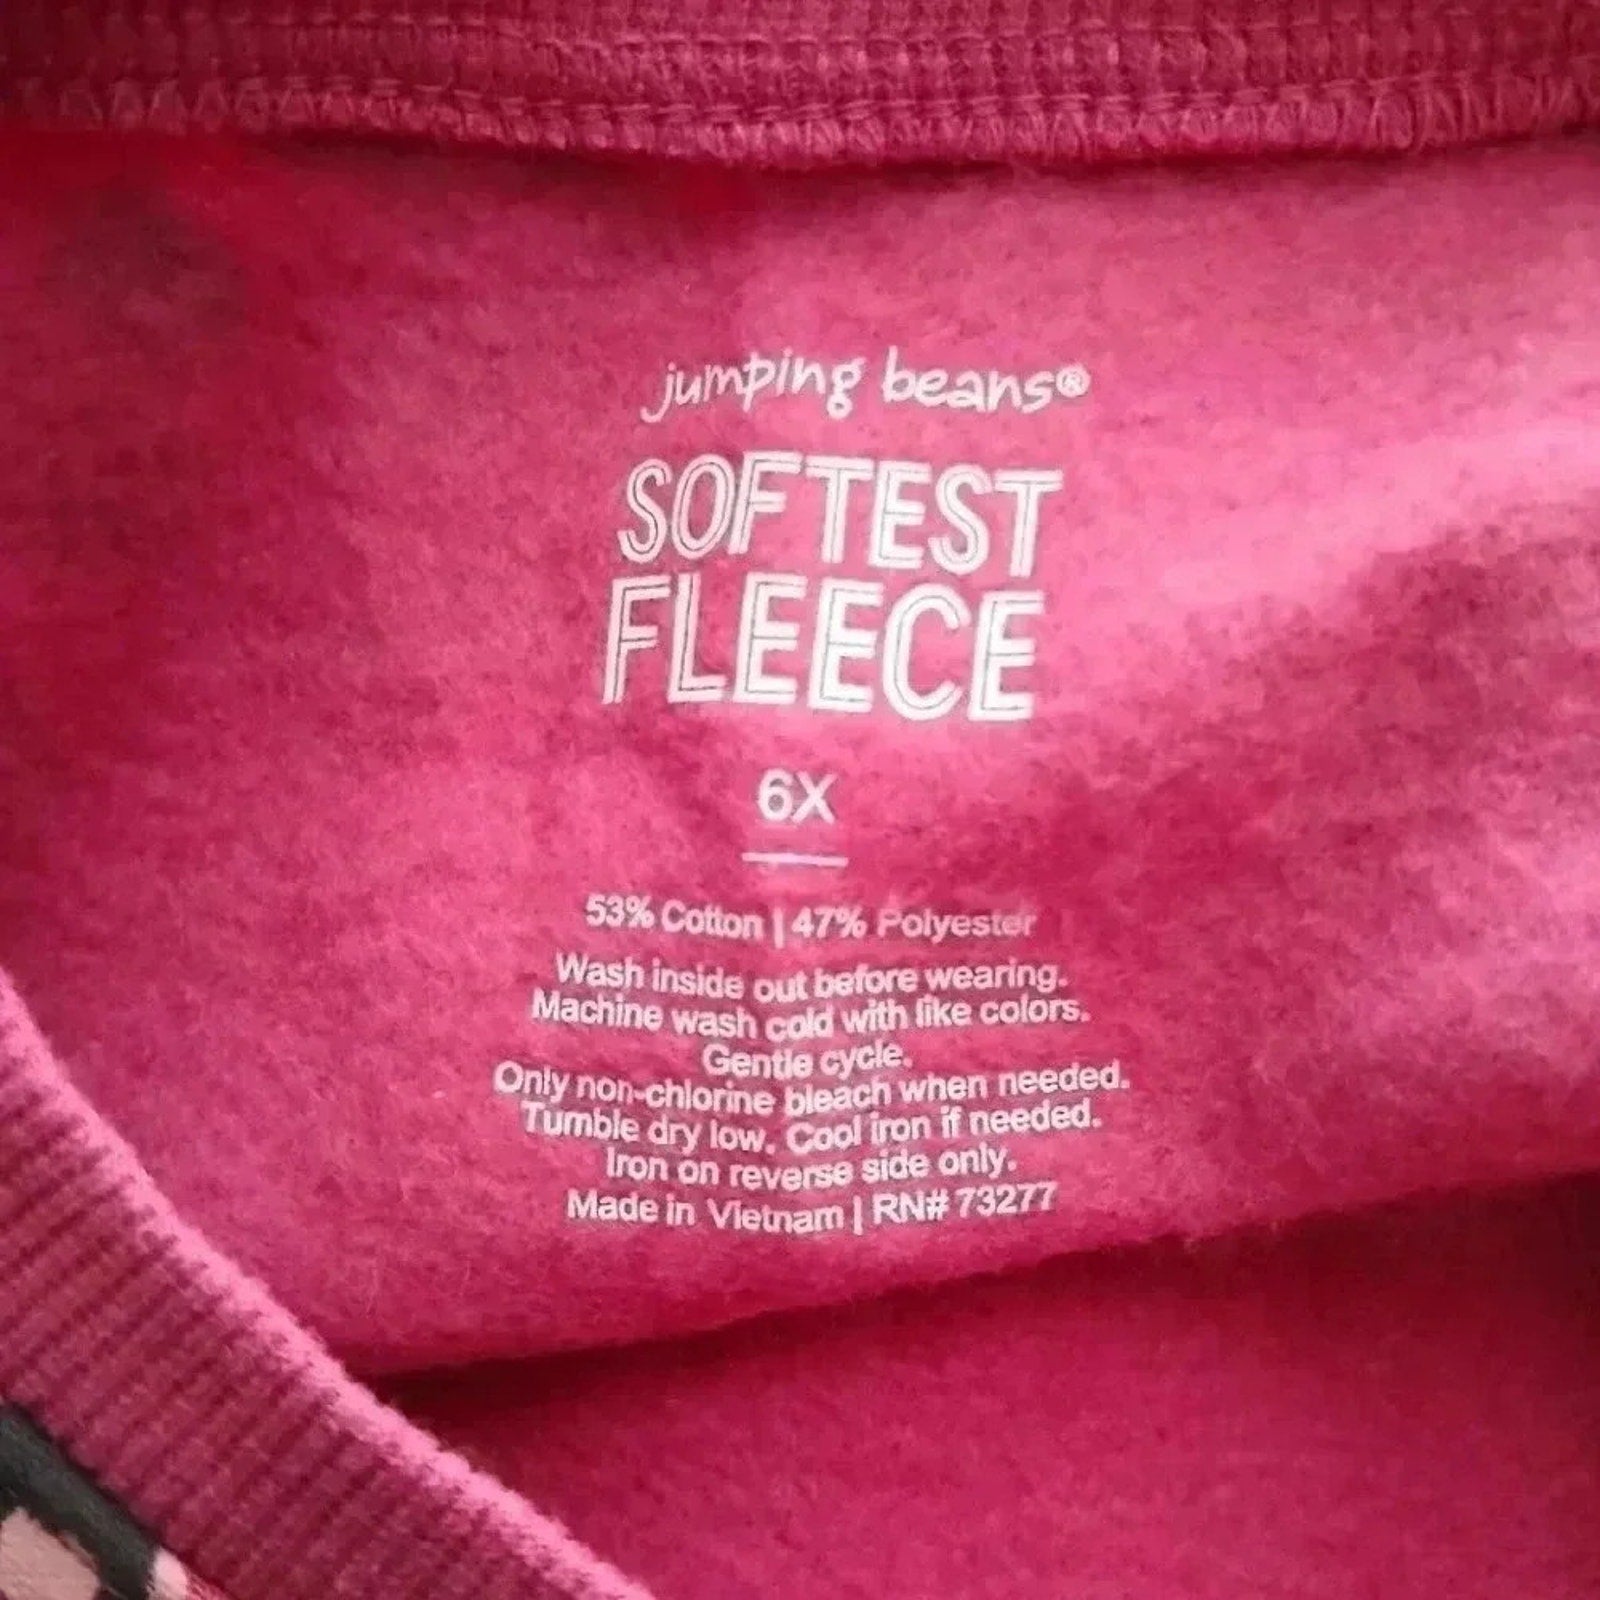 jumping beans®
SOFTEST
FLEECE
6X
53% Cotton | 47% Polyester
Wash inside out before wearing.
Machine wash cold with like colors.
Gentle cycle.
Only non-chlorine bleach when needed.
Tumble dry low. Cool iron if needed.
Iron on reverse side only.
Made in Vietnam | RN# 73277